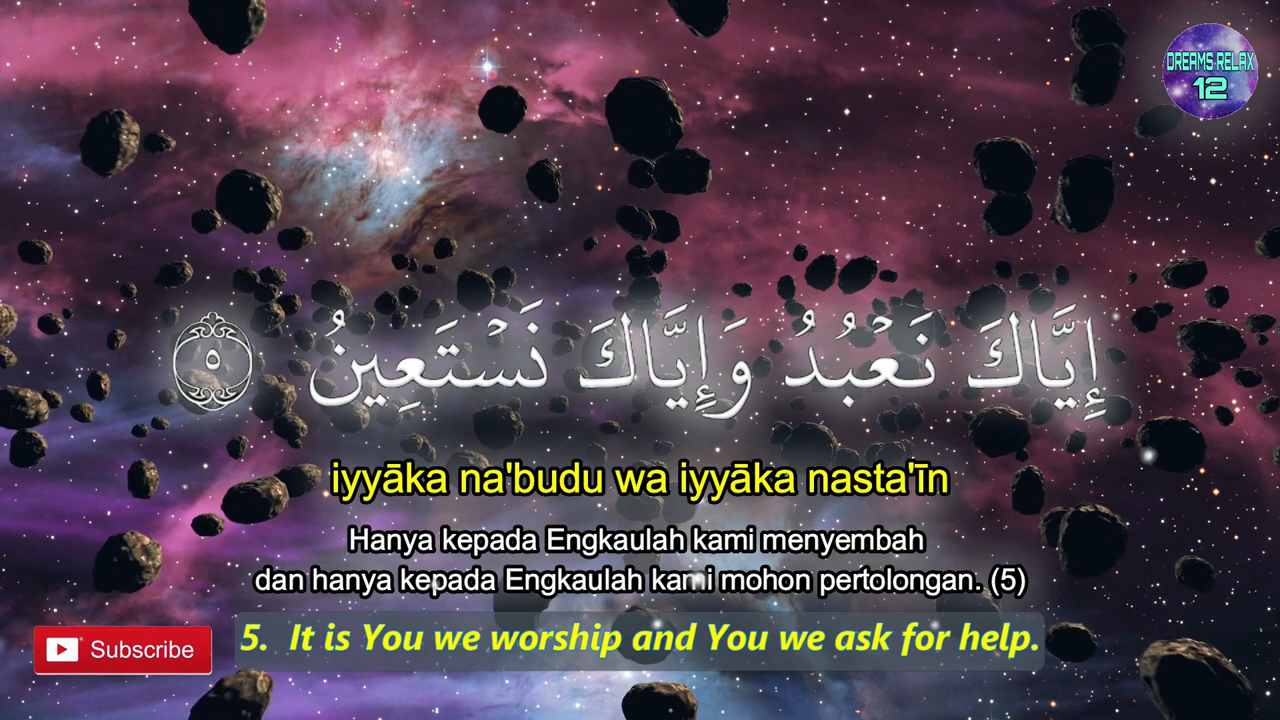 DREAMS RELAX
12
إِيَّاكَ نَعْبُدُ وَإِيَّاكَ نَسْتَعِينُ ٥
iyyāka na'budu wa iyyāka nasta'īn
Hanya kepada Engkaulah kami menyembah
dan hanya kepada Engkaulah kami mohon pertolongan. (5)
5. It is You we worship and You we ask for help.
Subscribe